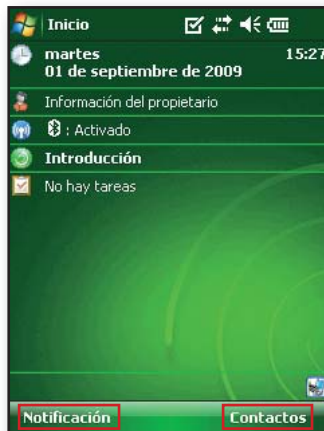 Inicio
martes 15:27
01 de septiembre de 2009
Información del propietario
: Activado
Introducción
No hay tareas
Notificación Contactos